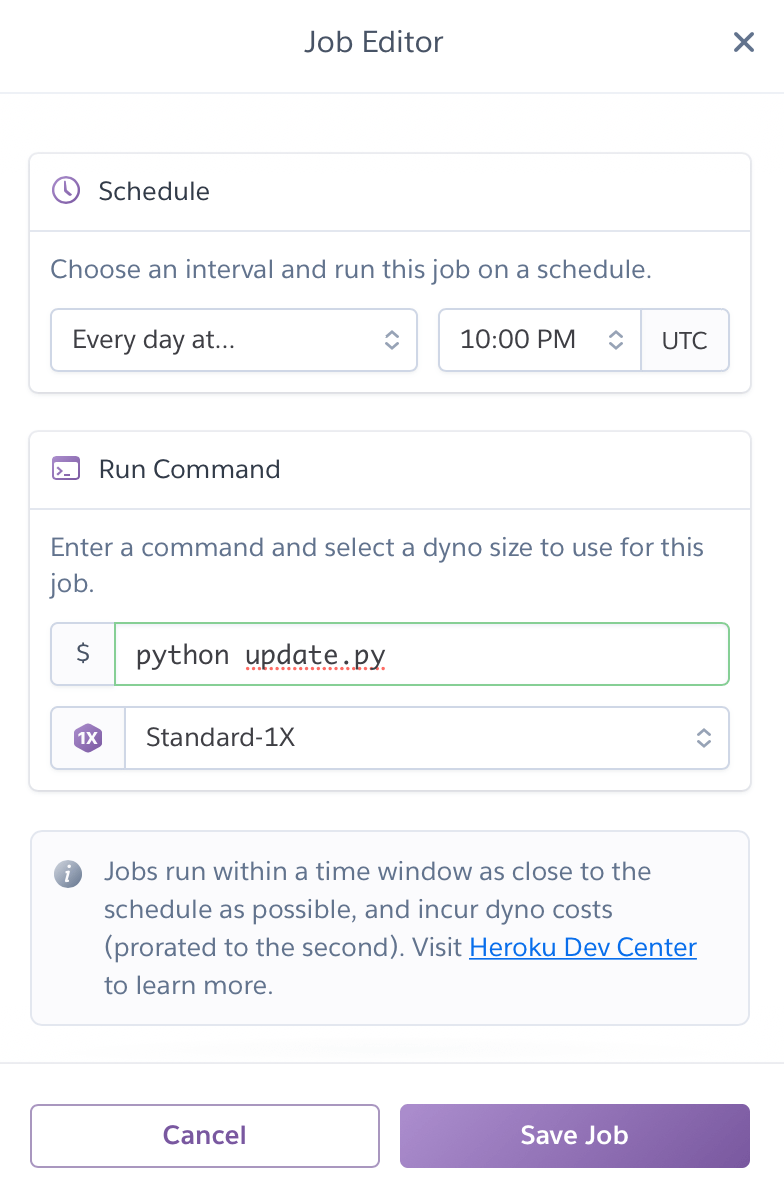 Job Editor
Schedule
Choose an interval and run this job on a schedule.
Every day at... 10:00 PM UTC
Run Command
Enter a command and select a dyno size to use for this
job.
$ python update.py
1X Standard-1X
i Jobs run within a time window as close to the
schedule as possible, and incur dyno costs
(prorated to the second). Visit Heroku Dev Center
to learn more.
Cancel Save Job